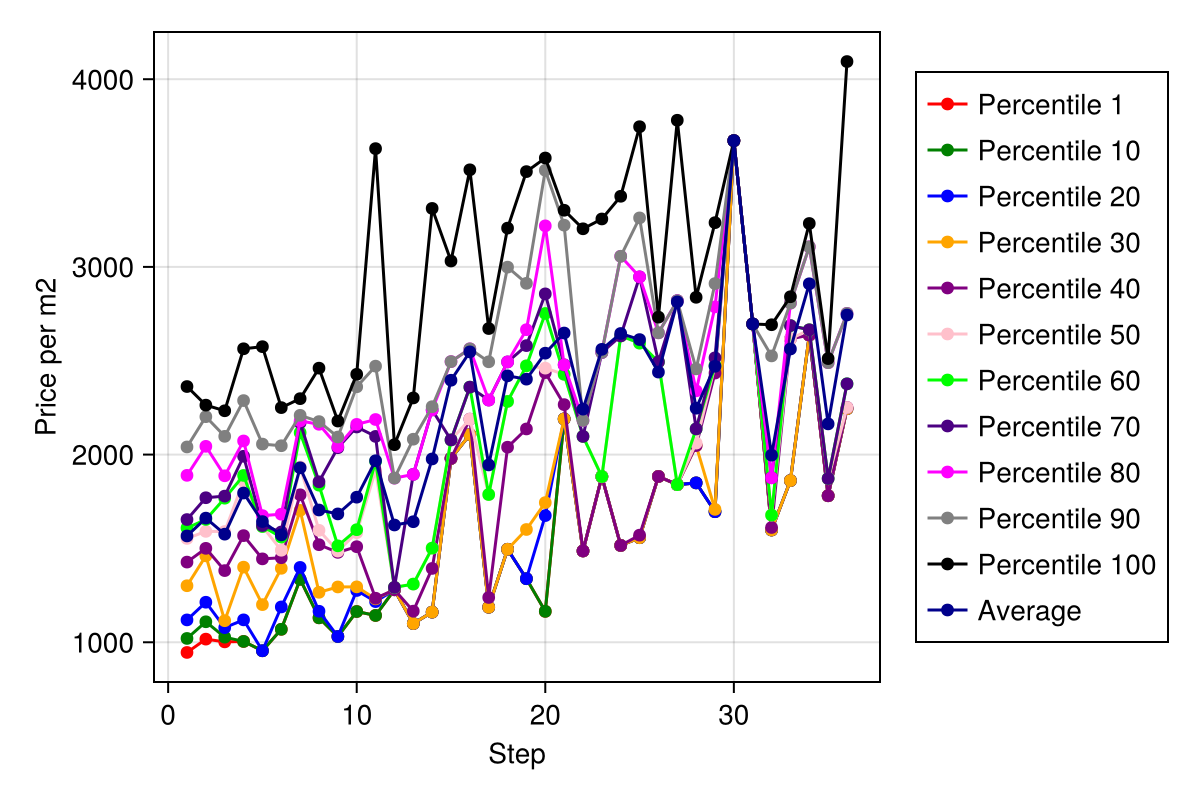 4000
3000
2000
1000
Price per m2
0 10 20 30
Step
Percentile 1
Percentile 10
Percentile 20
Percentile 30
Percentile 40
Percentile 50
Percentile 60
Percentile 70
Percentile 80
Percentile 90
Percentile 100
Average